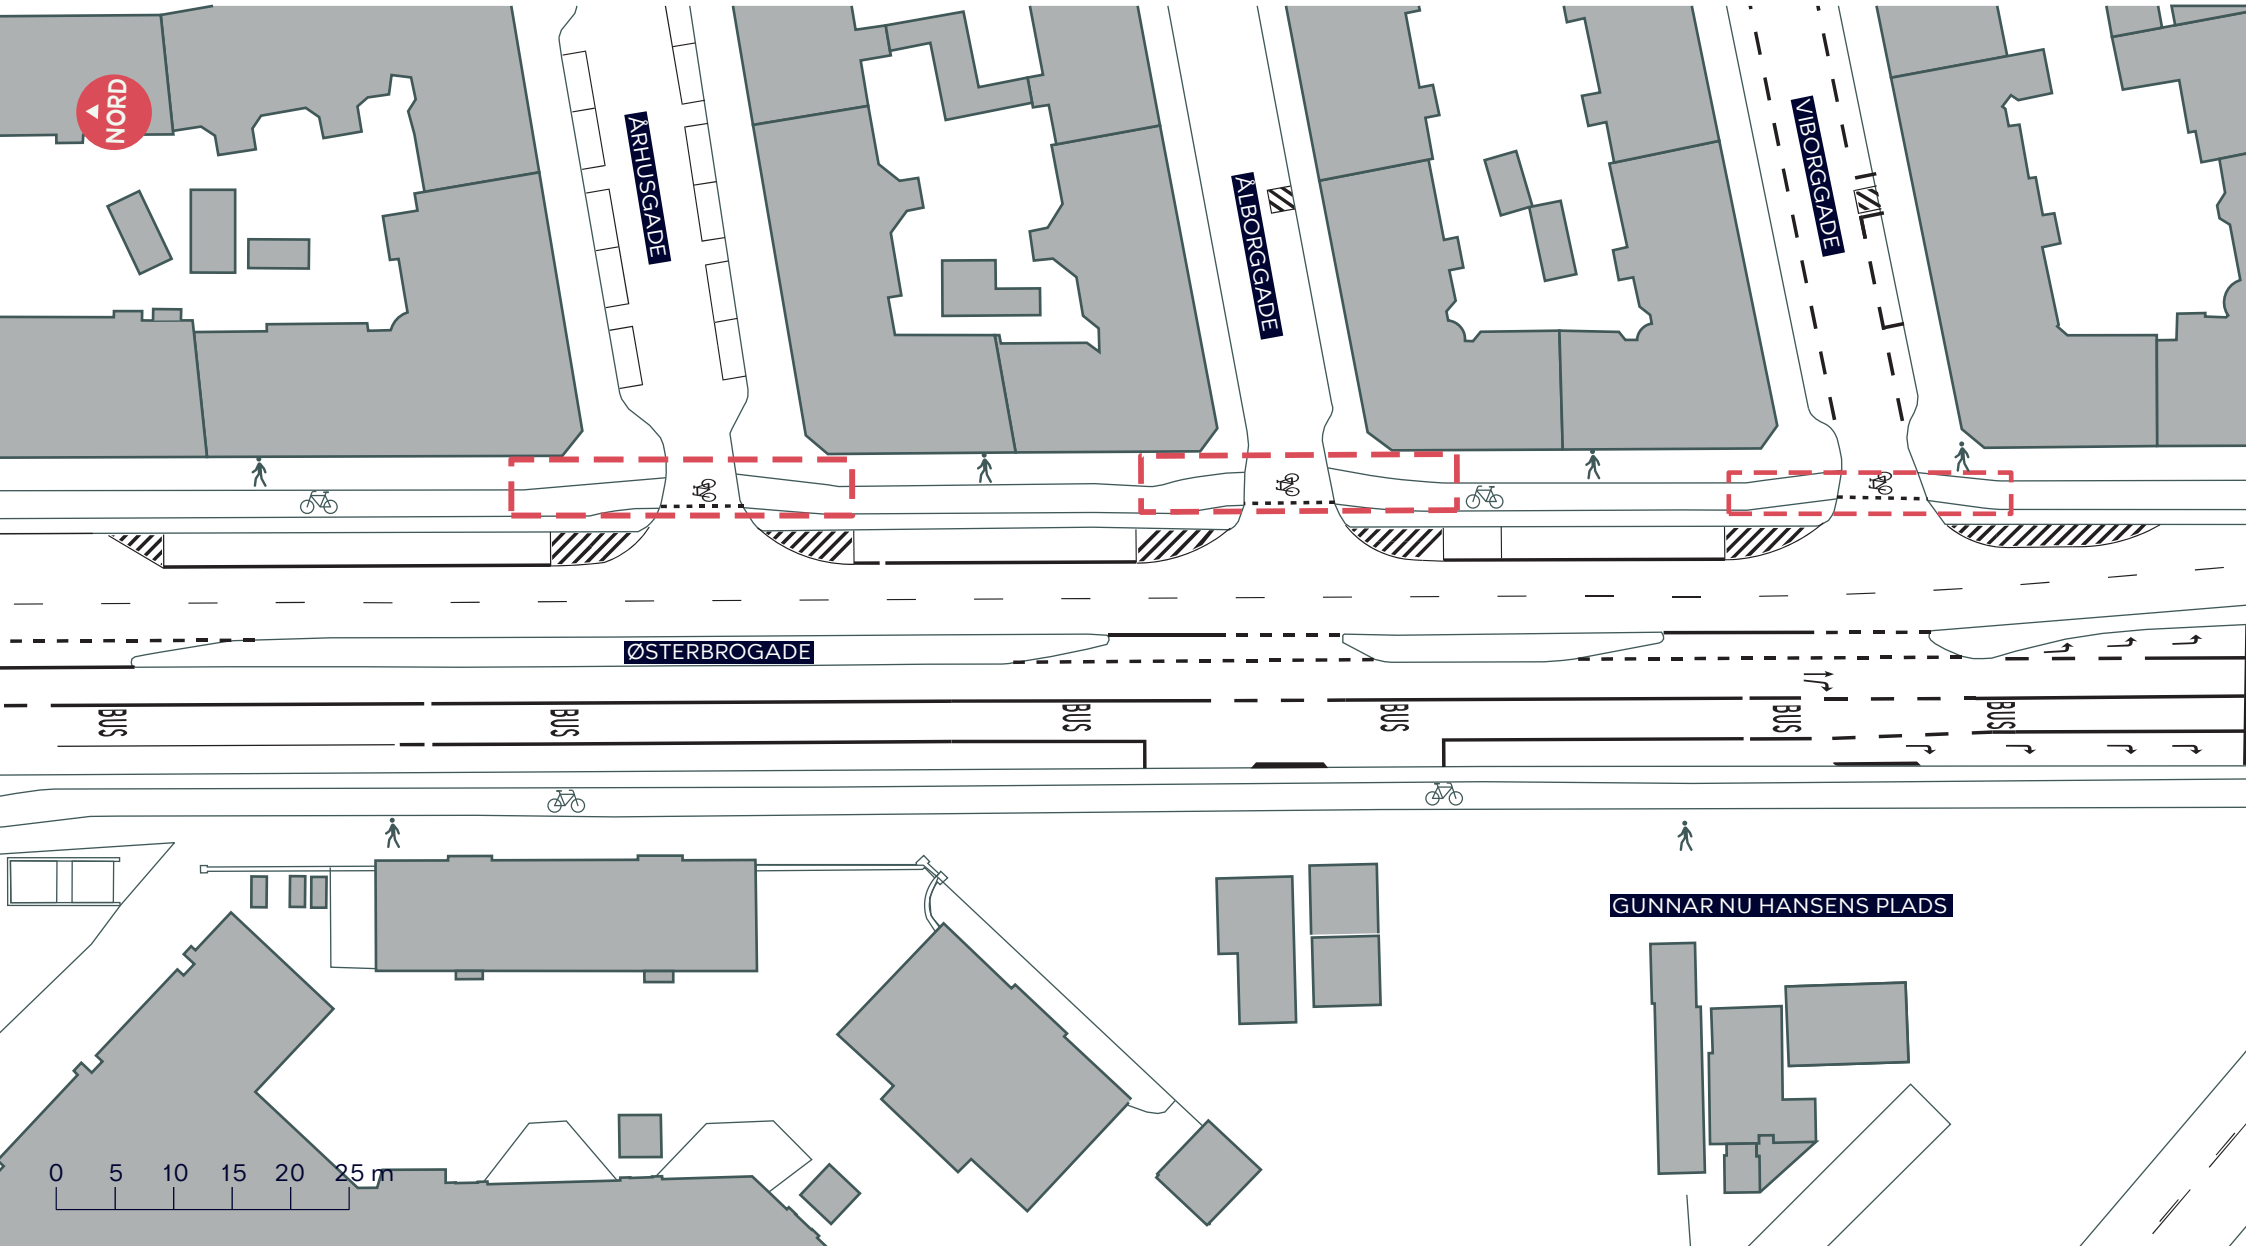 NORD
ÅRHUSGADE
ÅLBORGGADE
VIBORGGADE
ØSTERBROGADE
BUS
BUS
BUS
BUS
BUS
BUS
GUNNAR NU HANSENS PLADS
0 5 10 15 20 25 m